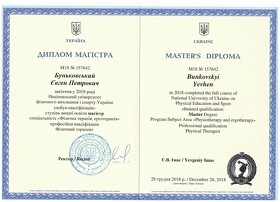 УКРАЇНА
ДИПЛОМ МАГІСТРА
М18 № 157642
Буньковський
Євген Петрович
закінчив у 2018 році
Національний університет
фізичного виховання і спорту України
здобув кваліфікацію:
ступінь вищої освіти магістр
спеціальність «Фізична терапія, ерготерапія»
професійна кваліфікація
Фізичний терапевт
Ректор / Rector
UKRAINE
MASTER'S DIPLOMA
M18 № 157642
Bunkovskyi
Yevhen
in 2018 completed the full course of
National University of Ukraine on
Physical Education and Sport
obtained qualification:
Master Degree
Program Subject Area «Physiotherapy and ergotherapy»
Professional qualification
Physical Therapist
28 грудня 2018 / December 28, 2018